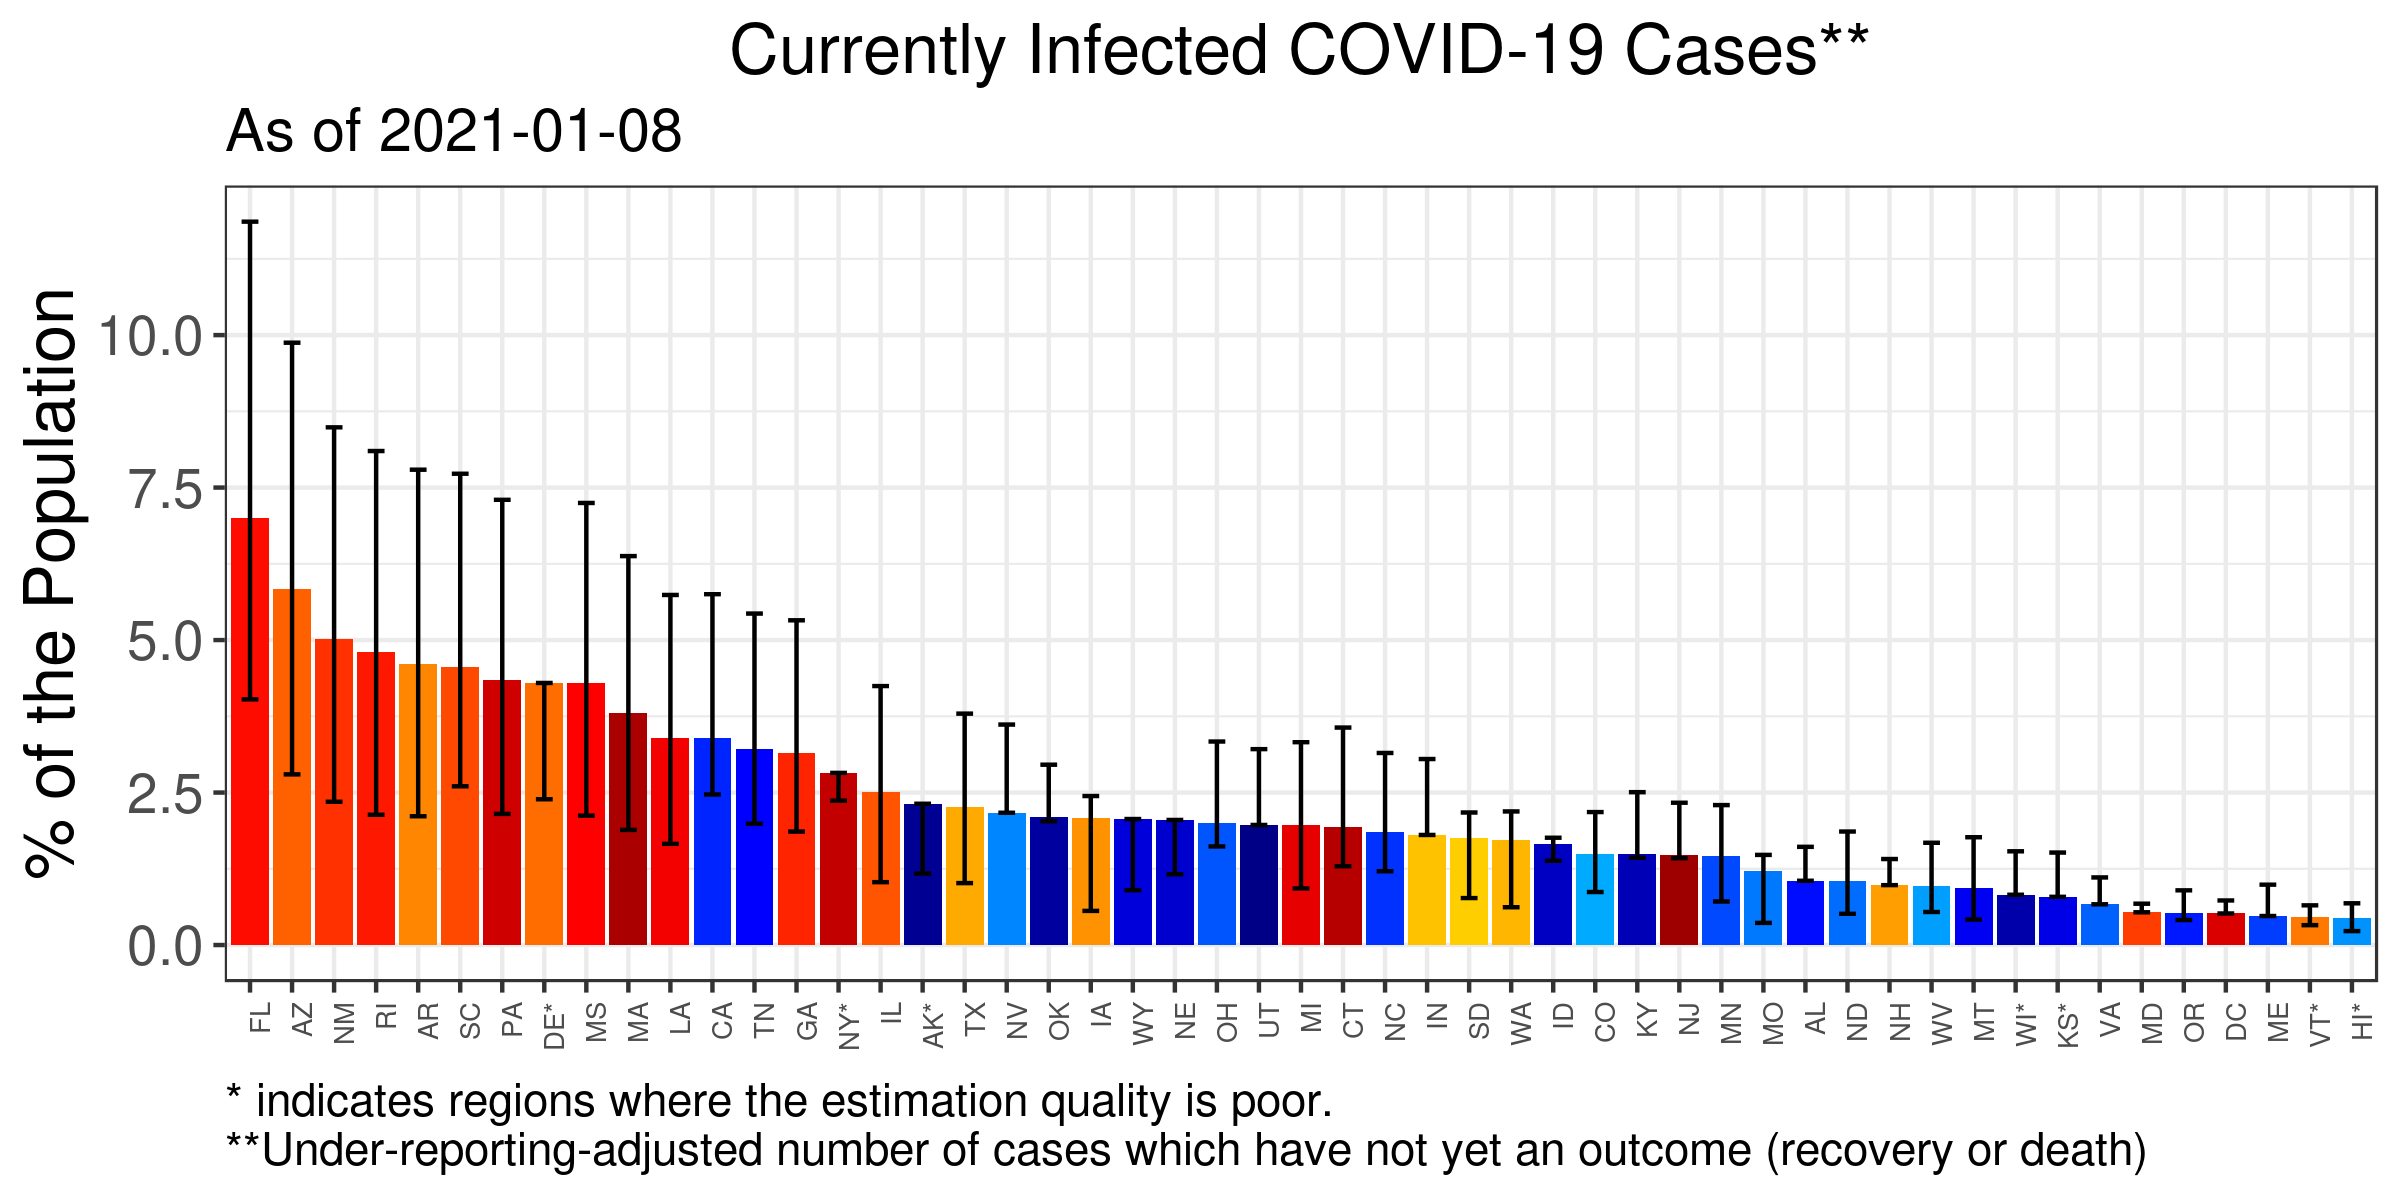 Currently Infected COVID-19 Cases**
As of 2021-01-08
% of the Population
10.0
7.5
5.0
2.5
0.0
FL AZ NM RI AR SC PA DE* MS MA LA CA TN GA NY* IL AK* TX NV OK IA WY NE OH UT MI CT NC IN SD WA ID CO KY NJ MN MO AL ND NH WV MT WI* KS* VA MD OR DC ME VT* HI*
* indicates regions where the estimation quality is poor.
**Under-reporting-adjusted number of cases which have not yet an outcome (recovery or death)